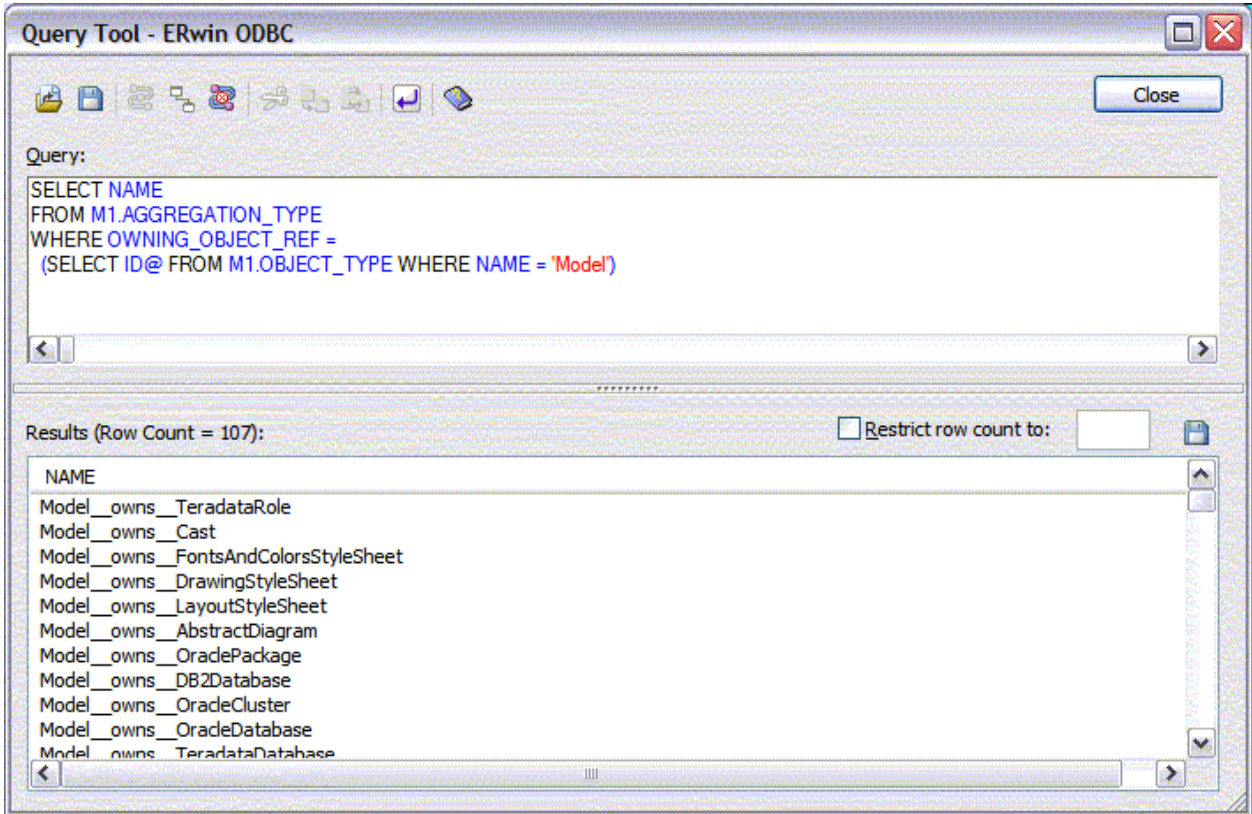 Query Tool - ERwin ODBC
Close
Query:
SELECT NAME
FROM M1.AGGREGATION_TYPE
WHERE OWNING_OBJECT_REF =
(SELECT ID@ FROM M1.OBJECT_TYPE WHERE NAME = 'Model')
Results (Row Count = 107):
Restrict row count to:
NAME
Model__owns__TeradataRole
Model__owns__Cast
Model__owns__FontsAndColorsStyleSheet
Model__owns__DrawingStyleSheet
Model__owns__LayoutStyleSheet
Model__owns__AbstractDiagram
Model__owns__OraclePackage
Model__owns__DB2Database
Model__owns__OracleCluster
Model__owns__OracleDatabase
Model__owns__TeradataDatabase